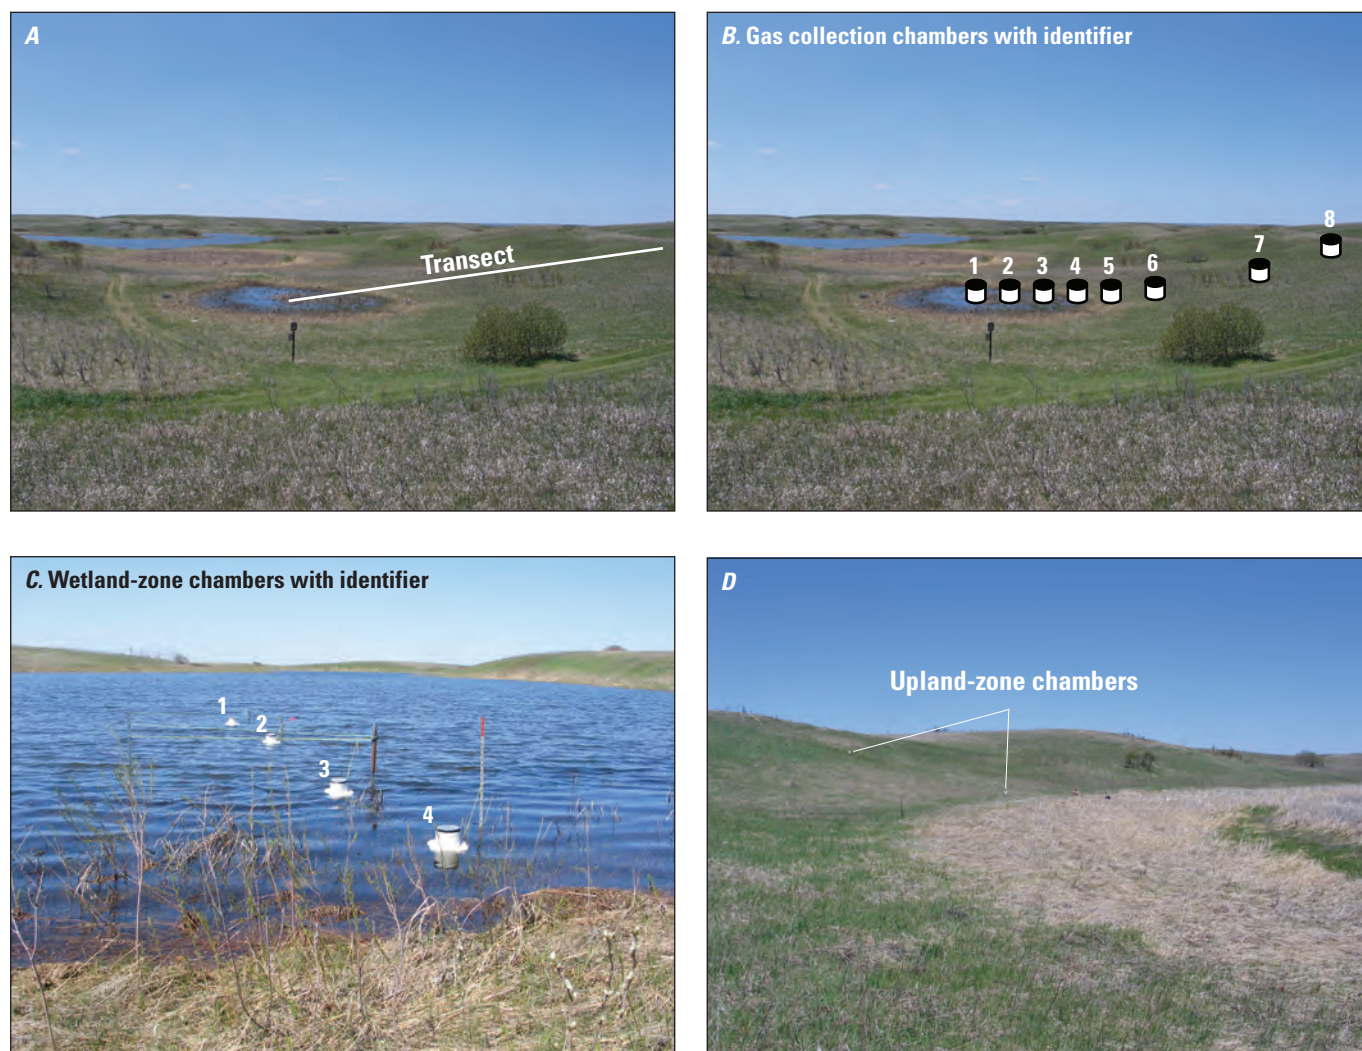 A
Transect
B. Gas collection chambers with identifier
1 2 3 4 5 6 7 8
C. Wetland-zone chambers with identifier
1
2
3
4
D
Upland-zone chambers